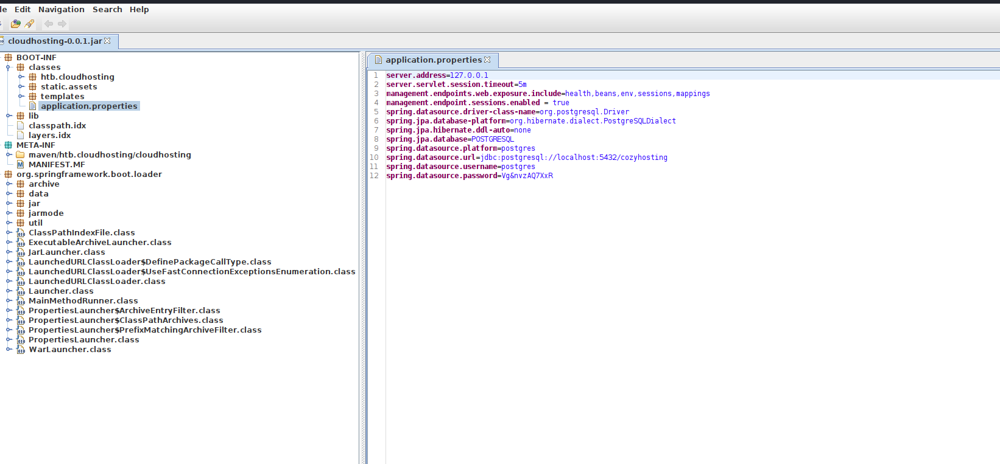 le Edit Navigation Search Help
cloudhosting-0.0.1.jar
BOOT-INF
classes
htb.cloudhosting
static.assets
templates
application.properties
lib
classpath.idx
layers.idx
META-INF
maven/htb.cloudhosting/cloudhosting
MANIFEST.MF
org.springframework.boot.loader
archive
data
jar
jarmode
util
ClassPathIndexFile.class
ExecutableArchiveLauncher.class
JarLauncher.class
LaunchedURLClassLoader$DefinePackageCallType.class
LaunchedURLClassLoader$UseFastConnectionExceptionsEnumeration.class
LaunchedURLClassLoader.class
Launcher.class
MainMethodRunner.class
PropertiesLauncher$ArchiveEntryFilter.class
PropertiesLauncher$ClassPathArchives.class
PropertiesLauncher$PrefixMatchingArchiveFilter.class
PropertiesLauncher.class
WarLauncher.class
application.properties
1 server.address=127.0.0.1
2 server.servlet.session.timeout=5m
3 management.endpoints.web.exposure.include=health,beans,env,sessions,mappings
4 management.endpoint.sessions.enabled = true
5 spring.datasource.driver-class-name=org.postgresql.Driver
6 spring.jpa.database-platform=org.hibernate.dialect.PostgreSQLDialect
7 spring.jpa.hibernate.ddl-auto=none
8 spring.jpa.database=POSTGRESQL
9 spring.datasource.platform=postgres
10 spring.datasource.url=jdbc:postgresql://localhost:5432/cozyhosting
11 spring.datasource.username=postgres
12 spring.datasource.password=Vg&nvzAQ7XxR